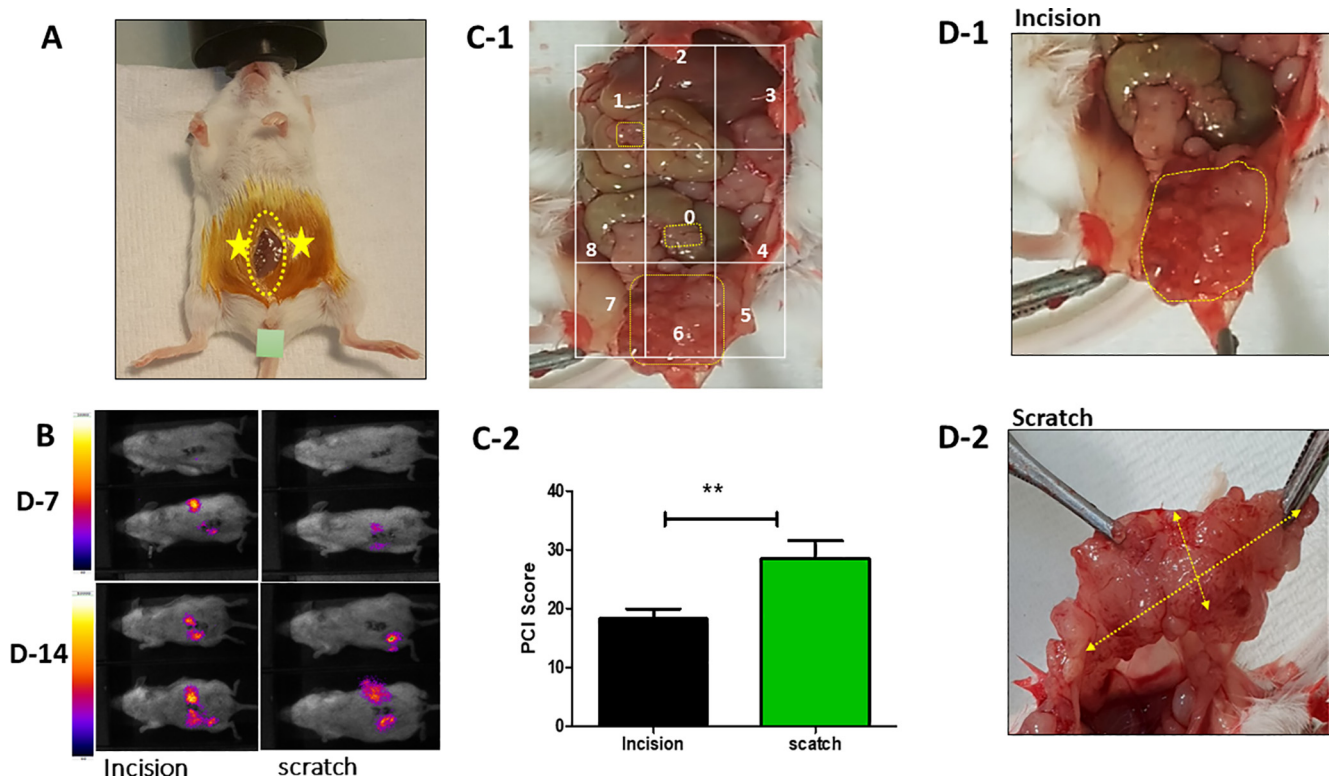 A
C-1
2
1
3
0
8
4
7
5
6
D-1
Incision
B
D-7
D-14
Incision
scratch
C-2
40
30
20
10
0
PCI Score
**
Incision
scatch
D-2
Scratch